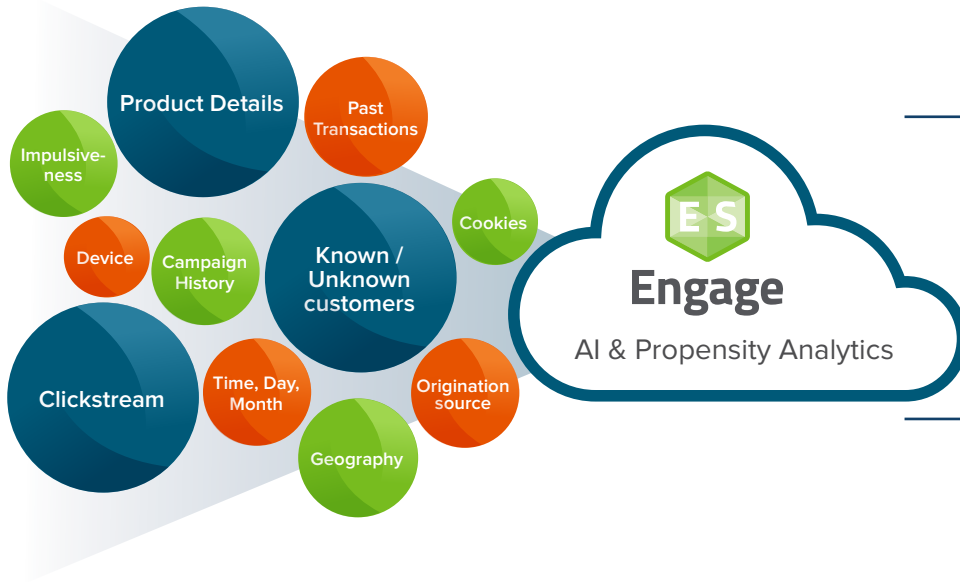 Product Details
Past
Transactions
Impulsive-
ness
Device
Campaign
History
Known /
Unknown
customers
Cookies
Clickstream
Time, Day,
Month
Origination
source
Geography
E S
Engage
AI & Propensity Analytics